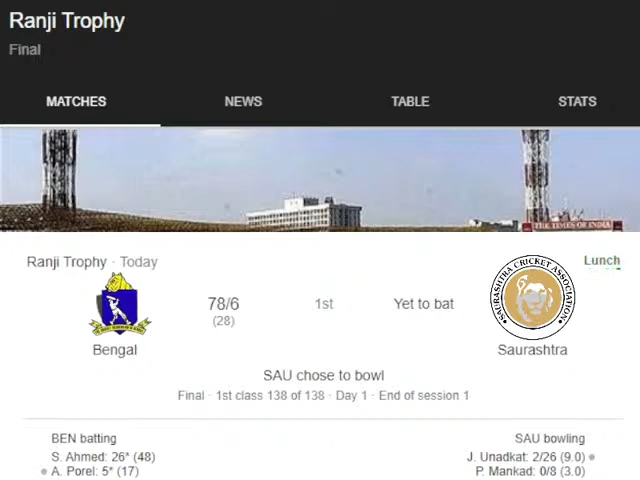 Ranji Trophy
Final
MATCHES NEWS TABLE STATS
THE TIMES OF INDIA
Ranji Trophy · Today
Lunch
SAURASHTRA CRICKET ASSOCIATION
78/6 1st Yet to bat
(28)
Bengal Saurashtra
SAU chose to bowl
Final · 1st class 138 of 138 · Day 1 · End of session 1
BEN batting SAU bowling
S. Ahmed: 26* (48) J. Unadkat: 2/26 (9.0)
A. Porel: 5* (17) P. Mankad: 0/8 (3.0)